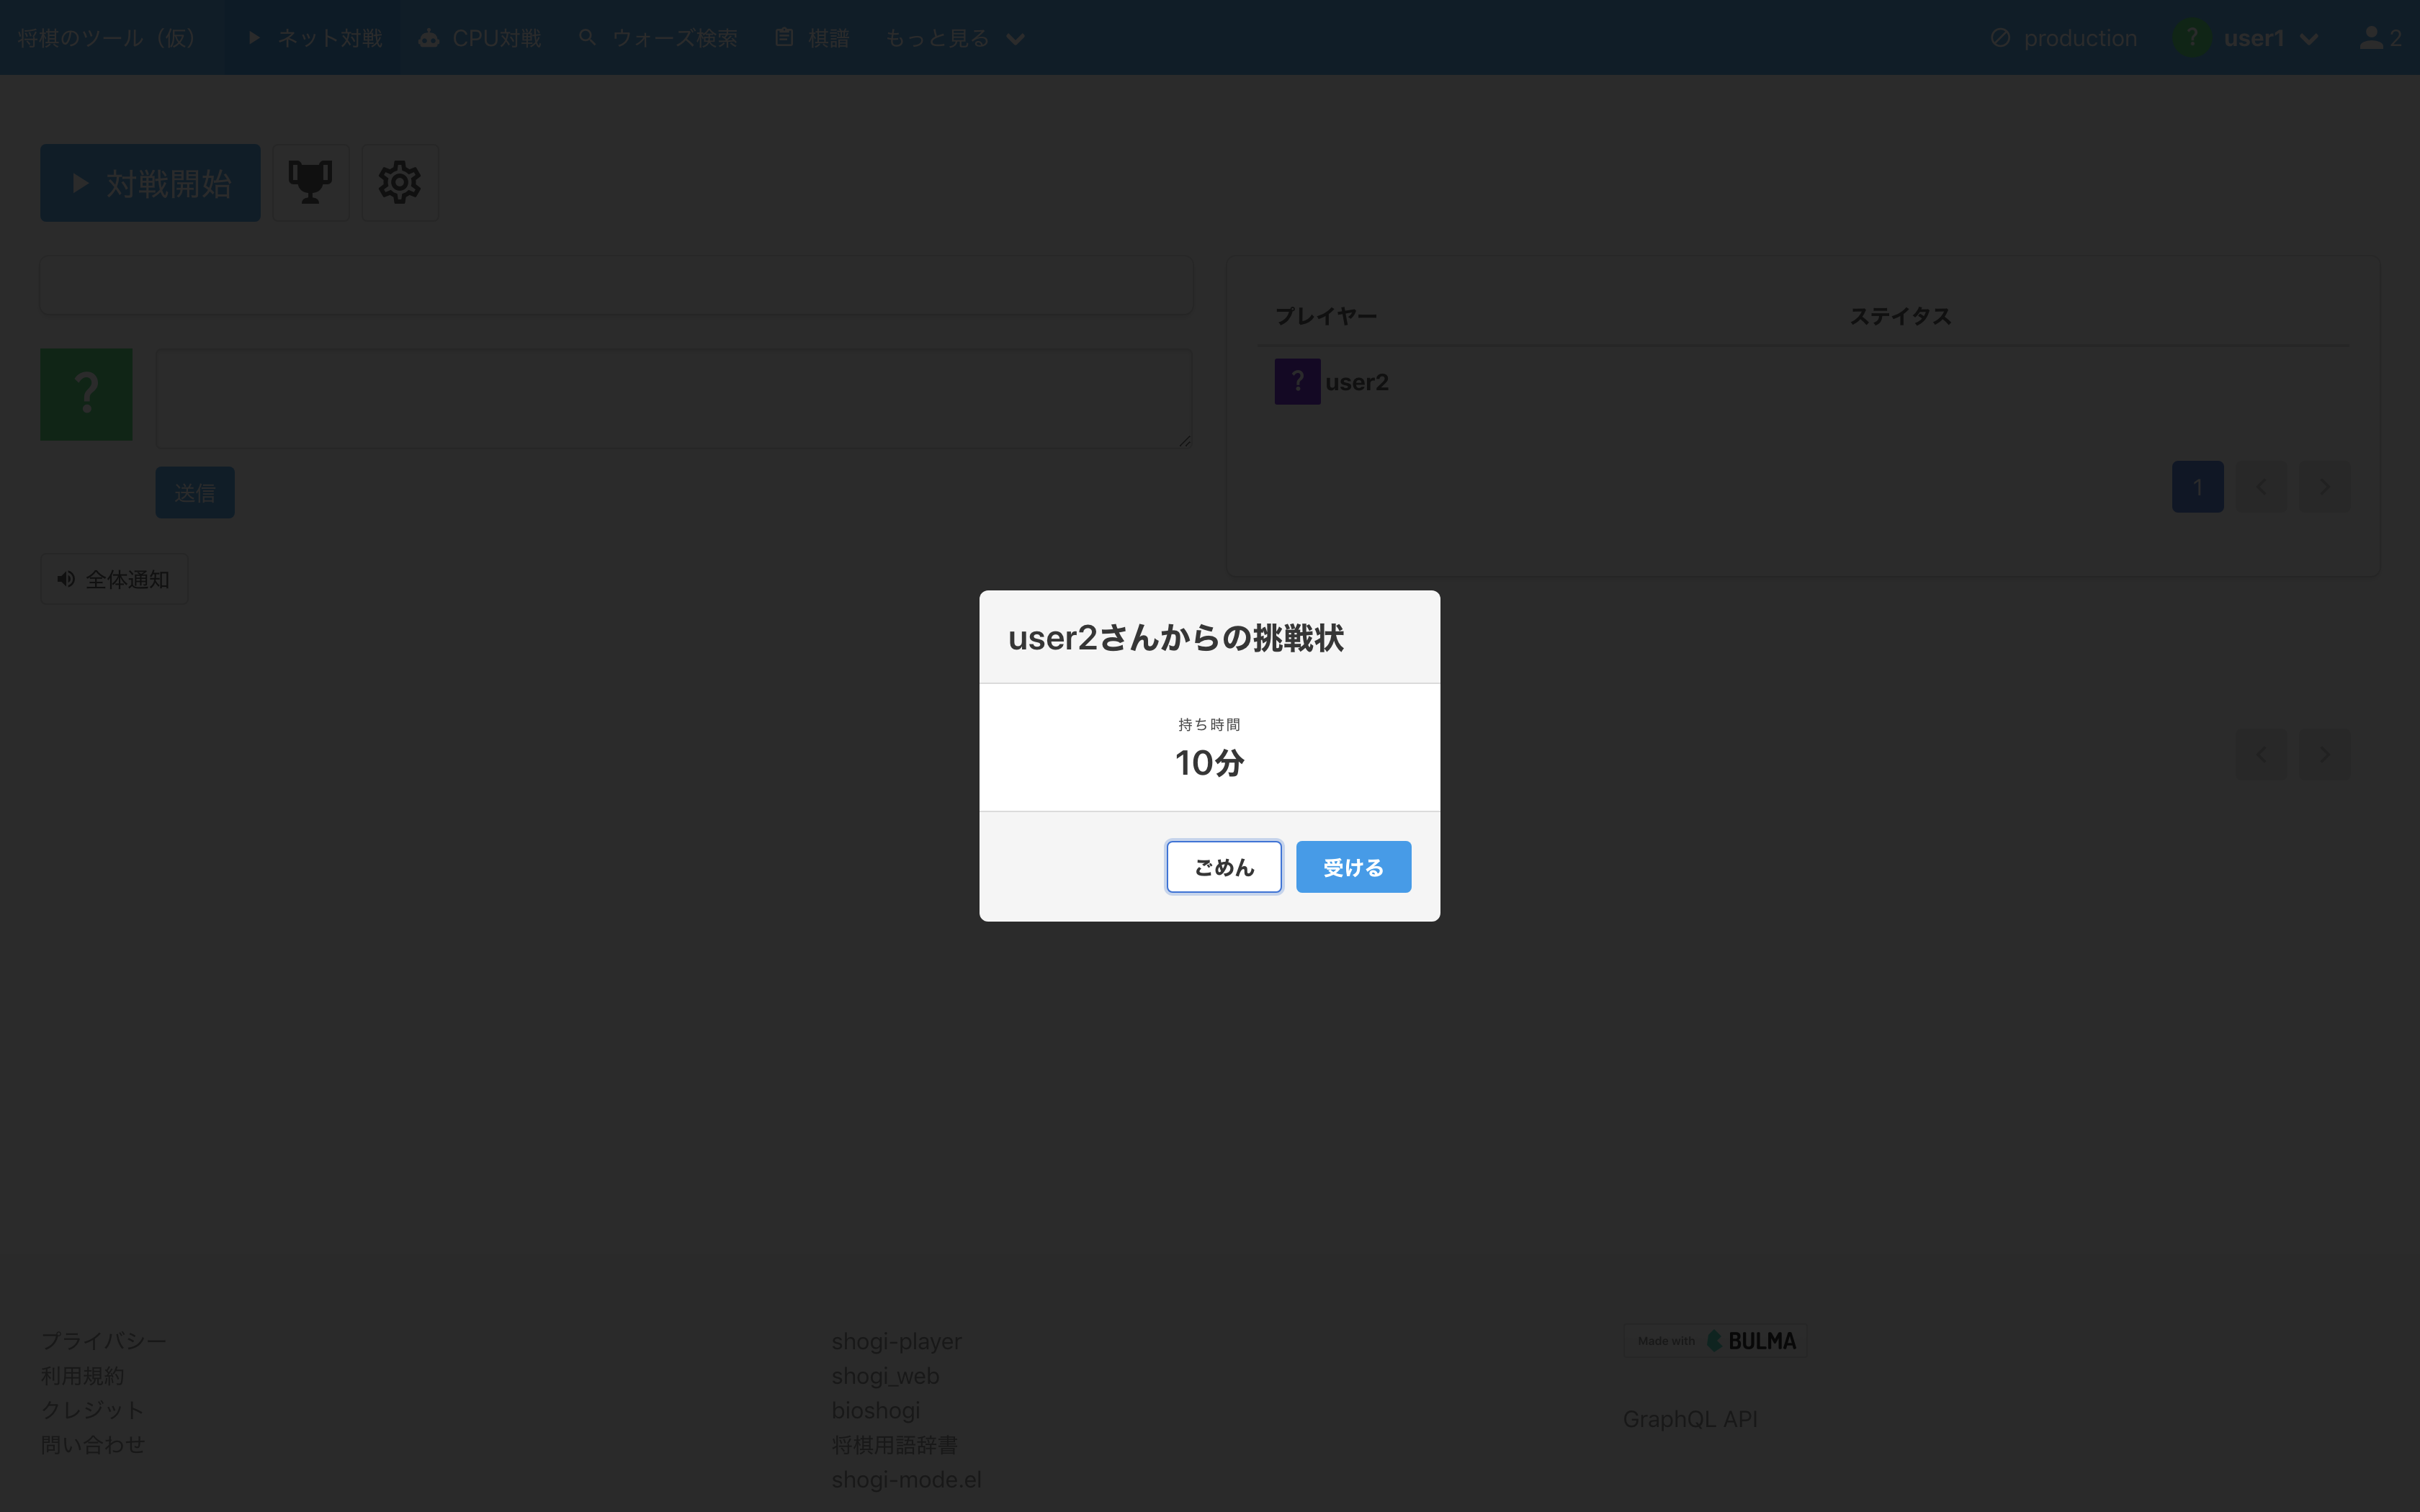 将棋のツール（仮） ネット対戦 CPU対戦 ウォーズ検索 棋譜 もっと見る production ? user1 2
対戦開始
プレイヤー ステイタス
? user2
?
送信
1
全体通知
user2さんからの挑戦状
持ち時間
10分
ごめん 受ける
プライバシー
利用規約
クレジット
問い合わせ
shogi-player
shogi_web
bioshogi
将棋用語辞書
shogi-mode.el
Made with BULMA
GraphQL API